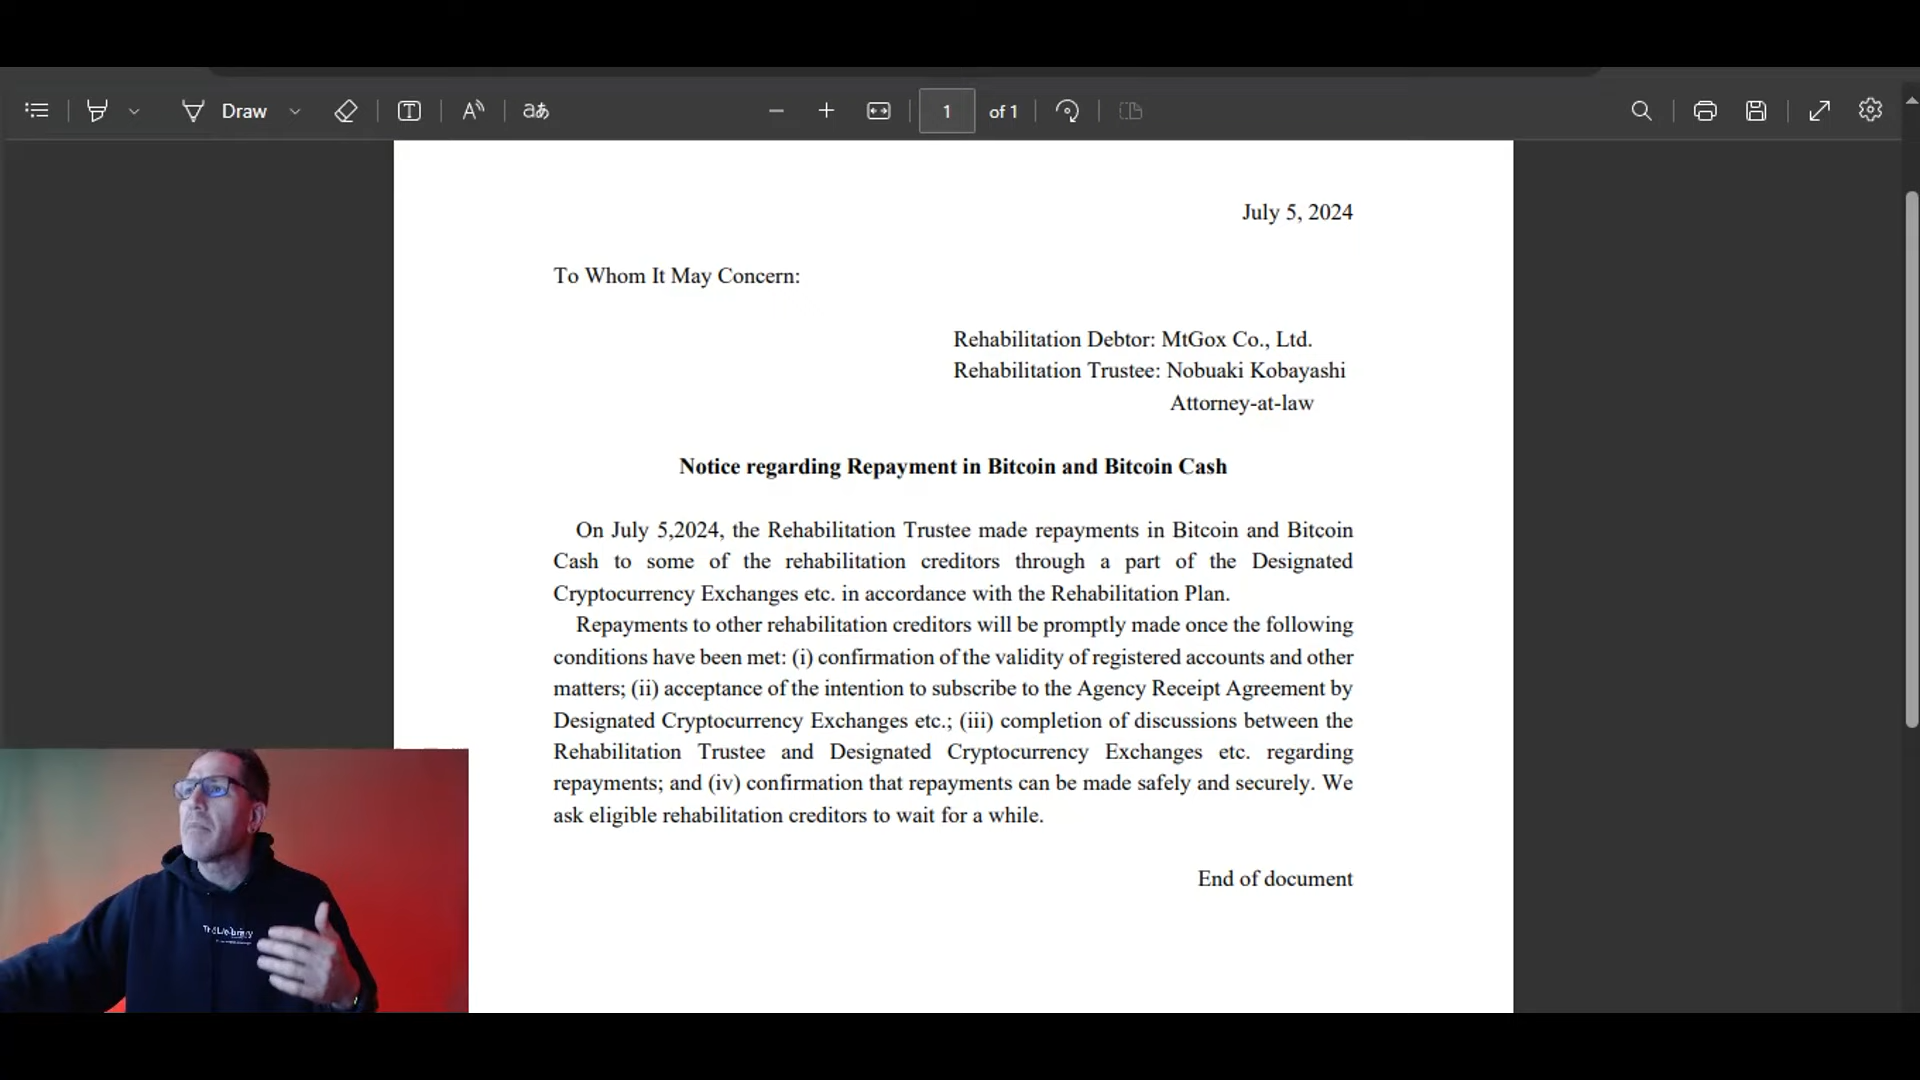 Draw
aあ
1 of 1
July 5, 2024
To Whom It May Concern:
Rehabilitation Debtor: MtGox Co., Ltd.
Rehabilitation Trustee: Nobuaki Kobayashi
Attorney-at-law
Notice regarding Repayment in Bitcoin and Bitcoin Cash
On July 5,2024, the Rehabilitation Trustee made repayments in Bitcoin and Bitcoin
Cash to some of the rehabilitation creditors through a part of the Designated
Cryptocurrency Exchanges etc. in accordance with the Rehabilitation Plan.
Repayments to other rehabilitation creditors will be promptly made once the following
conditions have been met: (i) confirmation of the validity of registered accounts and other
matters; (ii) acceptance of the intention to subscribe to the Agency Receipt Agreement by
Designated Cryptocurrency Exchanges etc.; (iii) completion of discussions between the
Rehabilitation Trustee and Designated Cryptocurrency Exchanges etc. regarding
repayments; and (iv) confirmation that repayments can be made safely and securely. We
ask eligible rehabilitation creditors to wait for a while.
End of document